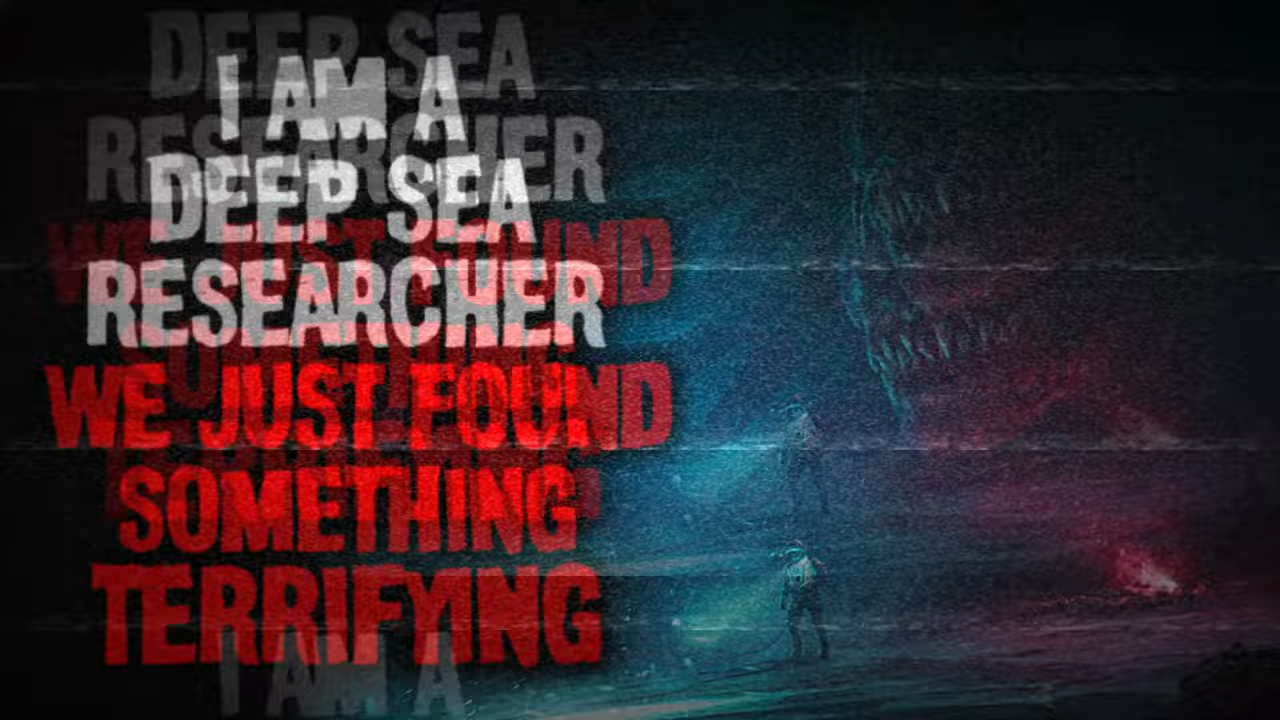 I AM A
DEEP SEA
RESEARCHER
WE JUST FOUND
SOMETHING
TERRIFYING